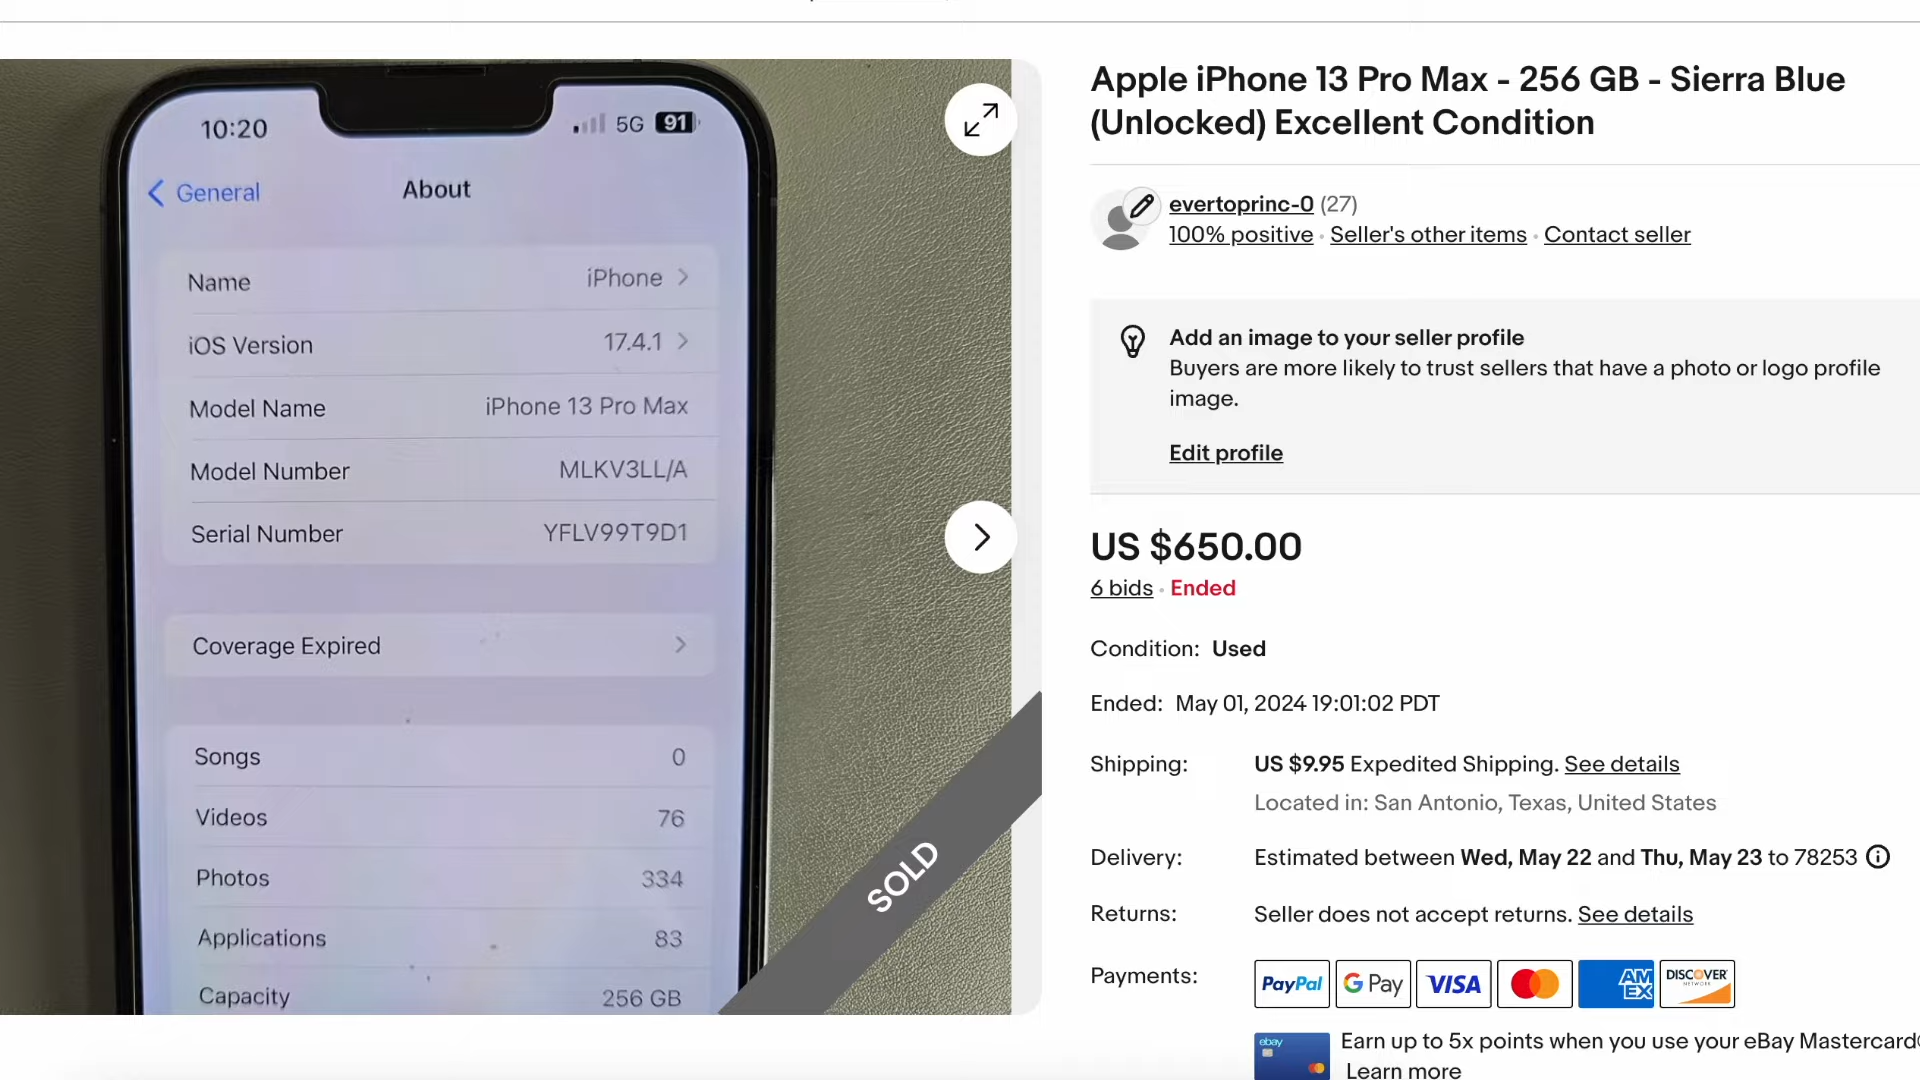 10:20
5G 91
General
About
Name iPhone
iOS Version 17.4.1
Model Name iPhone 13 Pro Max
Model Number MLKV3LL/A
Serial Number YFLV99T9D1
Coverage Expired
Songs 0
Videos 76
Photos 334
Applications 83
Capacity 256 GB
SOLD
Apple iPhone 13 Pro Max - 256 GB - Sierra Blue
(Unlocked) Excellent Condition
evertoprinc-0 (27)
100% positive · Seller's other items · Contact seller
Add an image to your seller profile
Buyers are more likely to trust sellers that have a photo or logo profile
image.
Edit profile
US $650.00
6 bids · Ended
Condition: Used
Ended: May 01, 2024 19:01:02 PDT
Shipping: US $9.95 Expedited Shipping. See details
Located in: San Antonio, Texas, United States
Delivery: Estimated between Wed, May 22 and Thu, May 23 to 78253
Returns: Seller does not accept returns. See details
Payments: PayPal G Pay VISA AM EX DISCOVER NETWORK
ebay
Earn up to 5x points when you use your eBay Mastercard®
Learn more